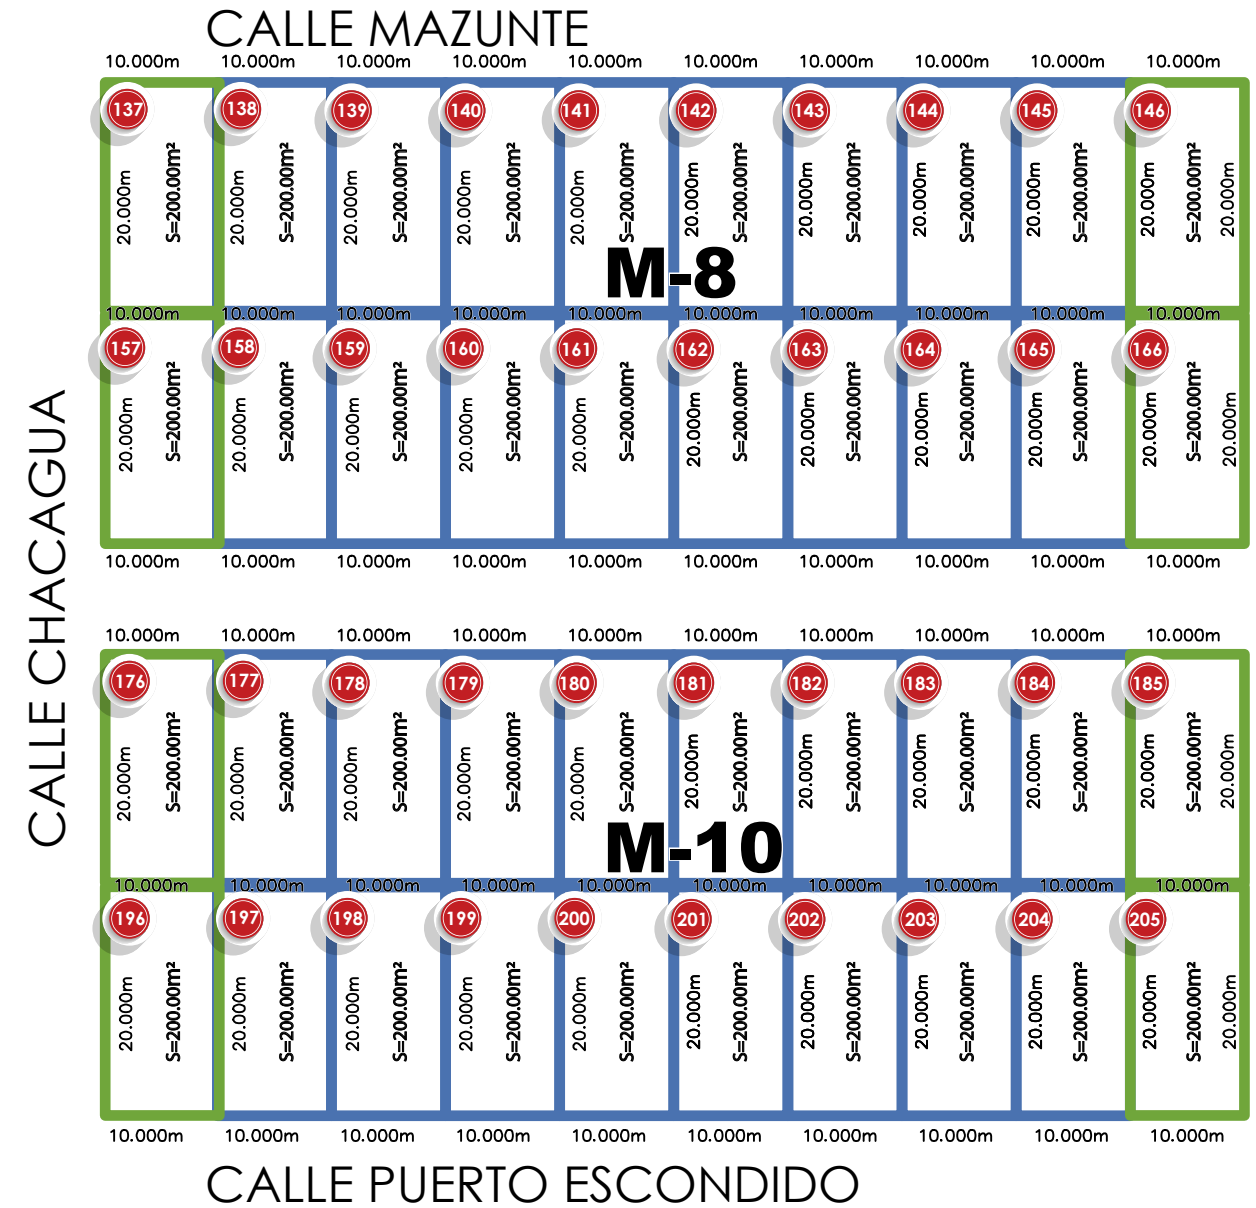 CALLE MAZUNTE
10.000m 10.000m 10.000m 10.000m 10.000m 10.000m 10.000m 10.000m 10.000m 10.000m
137 138 139 140 141 142 143 144 145 146
20.000m S=200.00m² 20.000m S=200.00m² 20.000m S=200.00m² 20.000m S=200.00m² 20.000m S=200.00m² 20.000m S=200.00m² 20.000m S=200.00m² 20.000m S=200.00m² 20.000m S=200.00m² 20.000m S=200.00m² 20.000m
M-8
10.000m 10.000m 10.000m 10.000m 10.000m 10.000m 10.000m 10.000m 10.000m 10.000m
157 158 159 160 161 162 163 164 165 166
20.000m S=200.00m² 20.000m S=200.00m² 20.000m S=200.00m² 20.000m S=200.00m² 20.000m S=200.00m² 20.000m S=200.00m² 20.000m S=200.00m² 20.000m S=200.00m² 20.000m S=200.00m² 20.000m S=200.00m² 20.000m
10.000m 10.000m 10.000m 10.000m 10.000m 10.000m 10.000m 10.000m 10.000m 10.000m
CALLE CHACAGUA
10.000m 10.000m 10.000m 10.000m 10.000m 10.000m 10.000m 10.000m 10.000m 10.000m
176 177 178 179 180 181 182 183 184 185
20.000m S=200.00m² 20.000m S=200.00m² 20.000m S=200.00m² 20.000m S=200.00m² 20.000m S=200.00m² 20.000m S=200.00m² 20.000m S=200.00m² 20.000m S=200.00m² 20.000m S=200.00m² 20.000m S=200.00m² 20.000m
M-10
10.000m 10.000m 10.000m 10.000m 10.000m 10.000m 10.000m 10.000m 10.000m 10.000m
196 197 198 199 200 201 202 203 204 205
20.000m S=200.00m² 20.000m S=200.00m² 20.000m S=200.00m² 20.000m S=200.00m² 20.000m S=200.00m² 20.000m S=200.00m² 20.000m S=200.00m² 20.000m S=200.00m² 20.000m S=200.00m² 20.000m S=200.00m² 20.000m
10.000m 10.000m 10.000m 10.000m 10.000m 10.000m 10.000m 10.000m 10.000m 10.000m
CALLE PUERTO ESCONDIDO